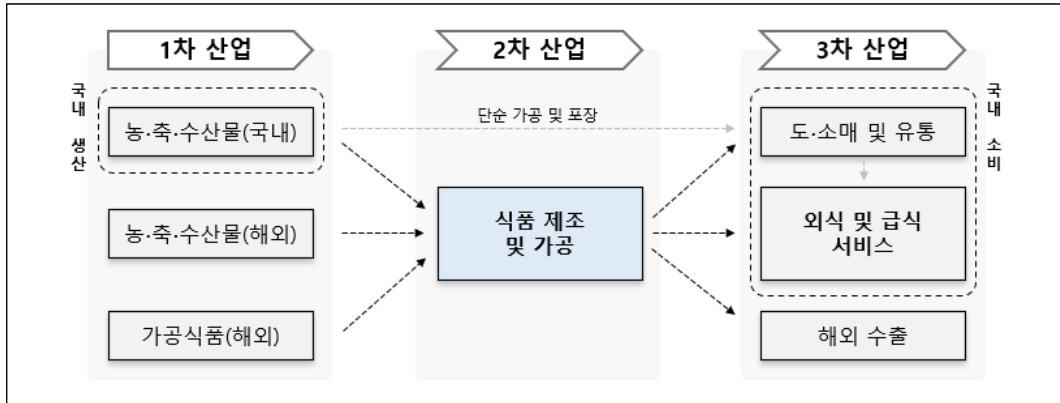 1차 산업
2차 산업
3차 산업
국내 생산
농·축·수산물(국내)
단순 가공 및 포장
도·소매 및 유통
국내 소비
농·축·수산물(해외)
식품 제조
및 가공
외식 및 급식
서비스
가공식품(해외)
해외 수출